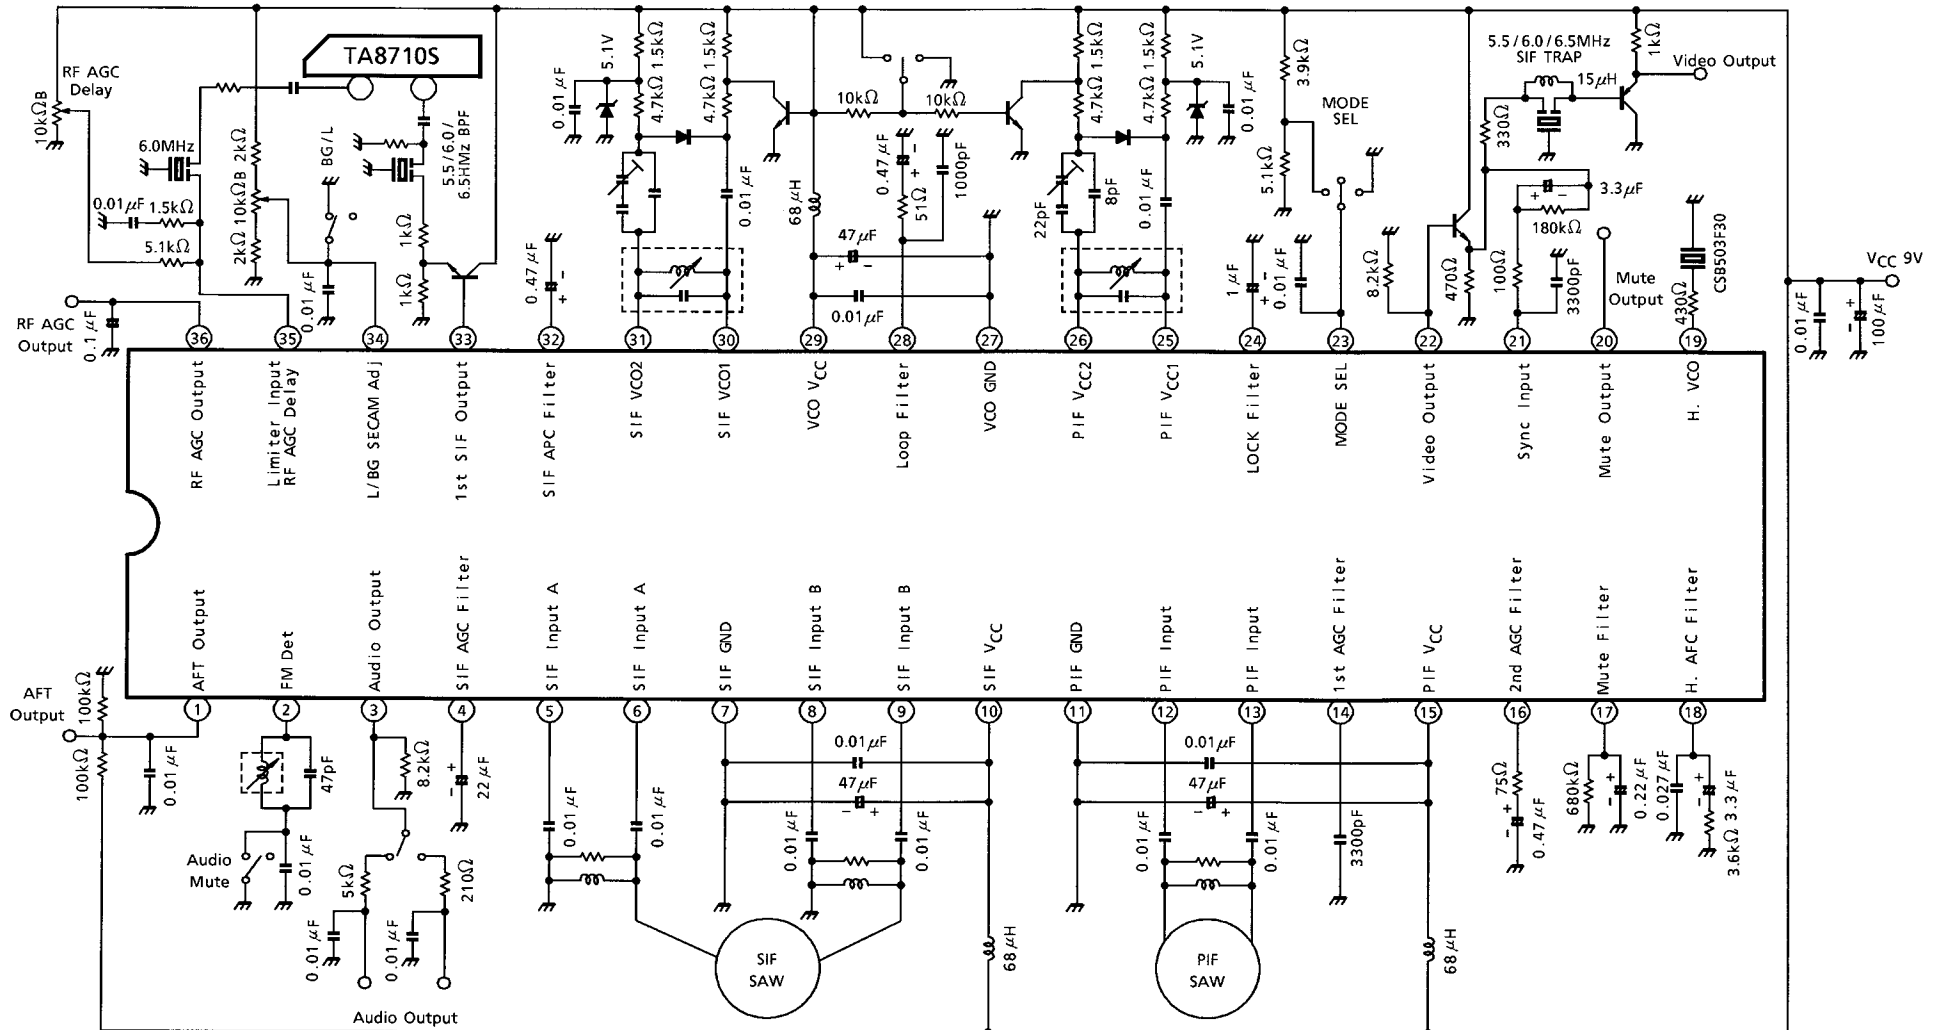 TA8710S
RF AGC
Delay
10kΩB
6.0MHz
0.01μF
1.5kΩ
5.1kΩ
2kΩ
10kΩB
2kΩ
BG/L
0.01μF
5.5/6.0/
6.5HMz BPF
1kΩ
1kΩ
RF AGC
Output
0.1μF
0.47μF
- +
0.01μF
5.1V
1.5kΩ
4.7kΩ
1.5kΩ
4.7kΩ
0.01μF
68μH
10kΩ
10kΩ
0.47μF
- +
51Ω
1000pF
47μF
+ -
0.01μF
1.5kΩ
4.7kΩ
1.5kΩ
4.7kΩ
5.1V
0.01μF
22pF
8pF
0.01μF
3.9kΩ
5.1kΩ
MODE
SEL
1μF
- +
0.01μF
8.2kΩ
470Ω
330Ω
5.5/6.0/6.5MHz
SIF TRAP
15μH
1kΩ
Video Output
3.3μF
+ -
180kΩ
100Ω
3300pF
Mute
Output
CSB503F30
430Ω
VCC 9V
0.01μF
+ -
100μF
36 35 34 33 32 31 30 29 28 27 26 25 24 23 22 21 20 19
RF AGC Output
Limiter Input
RF AGC Delay
L/BG SECAM Adj
1st SIF Output
SIF APC Filter
SIF VCO2
SIF VCO1
VCO VCC
Loop Filter
VCO GND
PIF VCC2
PIF VCC1
LOCK Filter
MODE SEL
Video Output
Sync Input
Mute Output
H. VCO
AFT Output
FM Det
Audio Output
SIF AGC Filter
SIF Input A
SIF Input A
SIF GND
SIF Input B
SIF Input B
SIF VCC
PIF GND
PIF Input
PIF Input
1st AGC Filter
PIF VCC
2nd AGC Filter
Mute Filter
H. AFC Filter
1 2 3 4 5 6 7 8 9 10 11 12 13 14 15 16 17 18
AFT
Output
100kΩ
100kΩ
0.01μF
47pF
Audio
Mute
0.01μF
8.2kΩ
5kΩ
210Ω
0.01μF
0.01μF
Audio Output
- +
22μF
0.01μF
0.01μF
0.01μF
47μF
- +
0.01μF
0.01μF
SIF
SAW
68μH
0.01μF
47μF
- +
0.01μF
0.01μF
PIF
SAW
3300pF
68μH
75Ω
- +
0.47μF
680kΩ
- +
0.22μF
0.027μF
- +
3.3μF
3.6kΩ